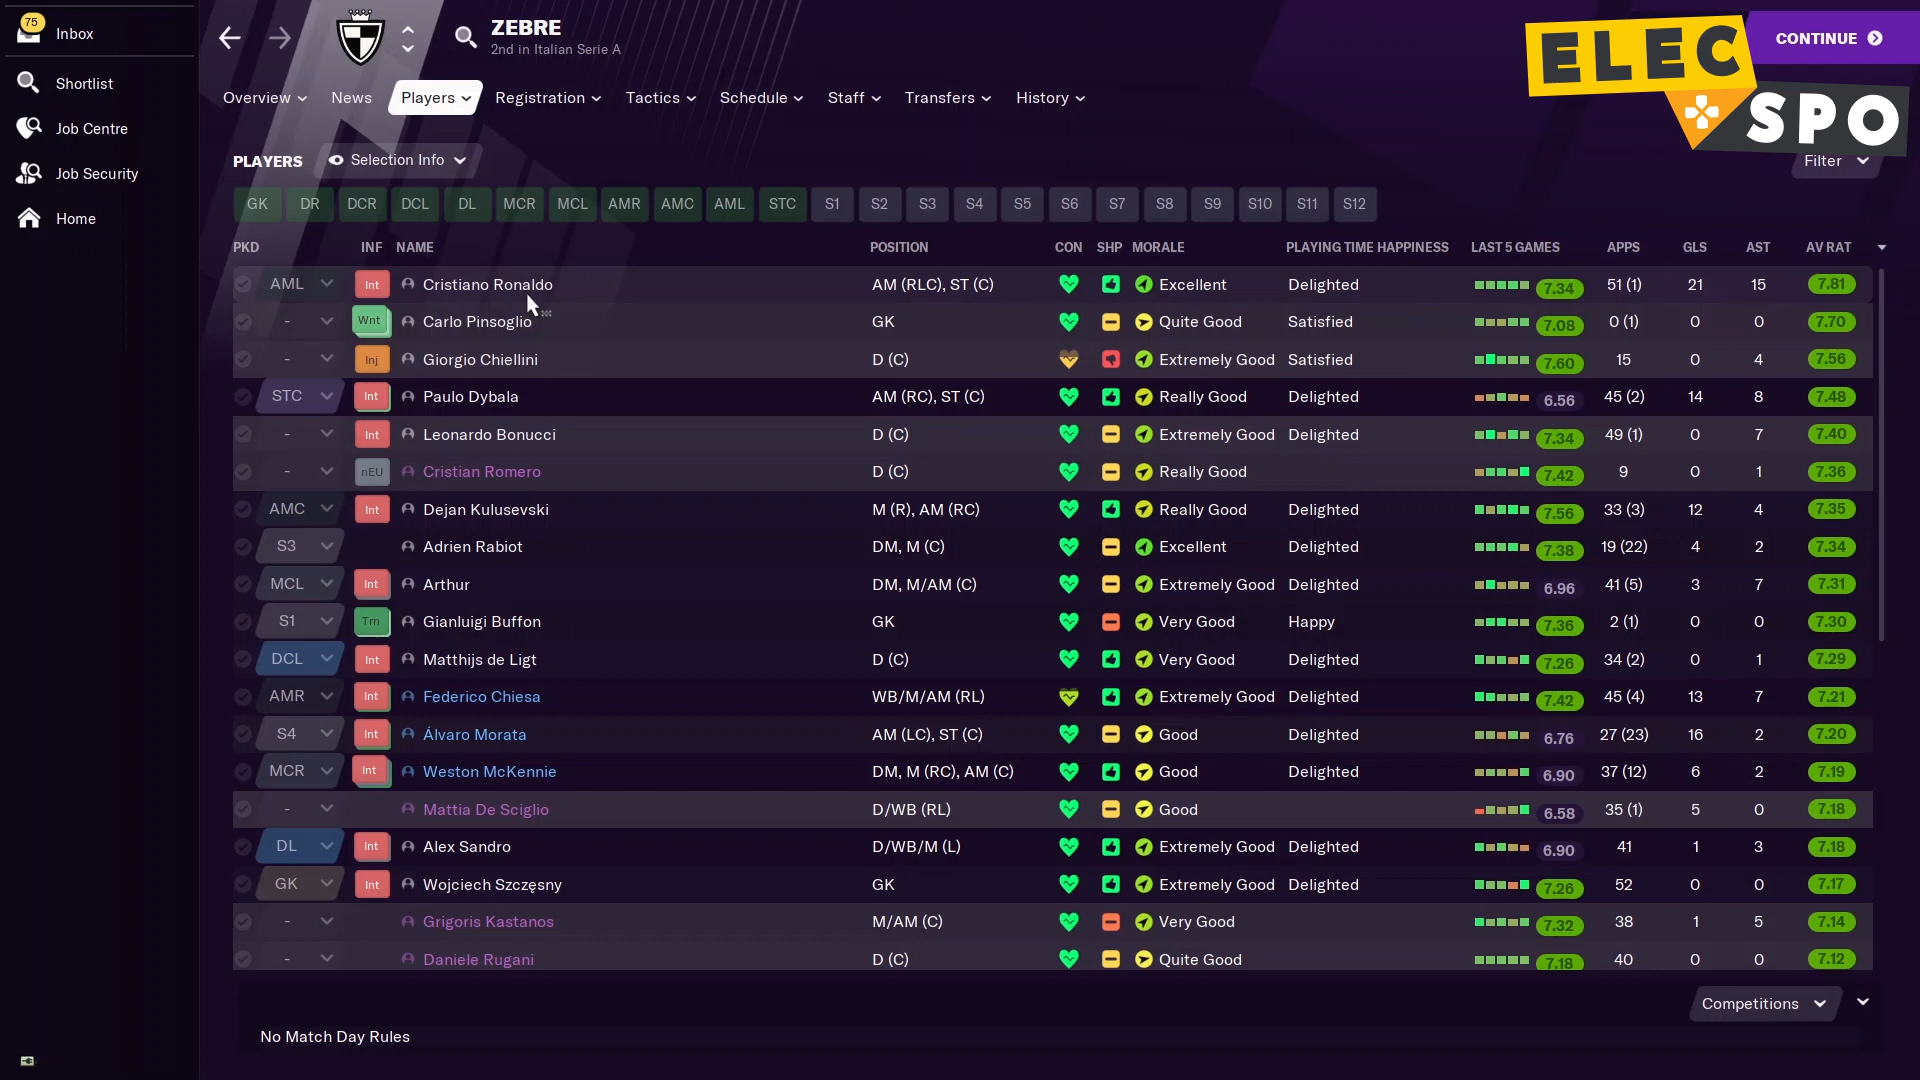 75
Inbox
Shortlist
Job Centre
Job Security
Home
ZEBRE
2nd in Italian Serie A
ELEC
SPO
CONTINUE
Overview News Players Registration Tactics Schedule Staff Transfers History
PLAYERS Selection Info Filter
GK DR DCR DCL DL MCR MCL AMR AMC AML STC S1 S2 S3 S4 S5 S6 S7 S8 S9 S10 S11 S12
PKD INF NAME POSITION CON SHP MORALE PLAYING TIME HAPPINESS LAST 5 GAMES APPS GLS AST AV RAT
AML Int Cristiano Ronaldo AM (RLC), ST (C) Excellent Delighted 7.34 51 (1) 21 15 7.81
- Wnt Carlo Pinsoglio GK Quite Good Satisfied 7.08 0 (1) 0 0 7.70
- Inj Giorgio Chiellini D (C) Extremely Good Satisfied 7.60 15 0 4 7.56
STC Int Paulo Dybala AM (RC), ST (C) Really Good Delighted 6.56 45 (2) 14 8 7.48
- Int Leonardo Bonucci D (C) Extremely Good Delighted 7.34 49 (1) 0 7 7.40
- nEU Cristian Romero D (C) Really Good 7.42 9 0 1 7.36
AMC Int Dejan Kulusevski M (R), AM (RC) Really Good Delighted 7.56 33 (3) 12 4 7.35
S3 Adrien Rabiot DM, M (C) Excellent Delighted 7.38 19 (22) 4 2 7.34
MCL Int Arthur DM, M/AM (C) Extremely Good Delighted 6.96 41 (5) 3 7 7.31
S1 Trn Gianluigi Buffon GK Very Good Happy 7.36 2 (1) 0 0 7.30
DCL Int Matthijs de Ligt D (C) Very Good Delighted 7.26 34 (2) 0 1 7.29
AMR Int Federico Chiesa WB/M/AM (RL) Extremely Good Delighted 7.42 45 (4) 13 7 7.21
S4 Int Álvaro Morata AM (LC), ST (C) Good Delighted 6.76 27 (23) 16 2 7.20
MCR Int Weston McKennie DM, M (RC), AM (C) Good Delighted 6.90 37 (12) 6 2 7.19
- Mattia De Sciglio D/WB (RL) Good 6.58 35 (1) 5 0 7.18
DL Int Alex Sandro D/WB/M (L) Extremely Good Delighted 6.90 41 1 3 7.18
GK Int Wojciech Szczęsny GK Extremely Good Delighted 7.26 52 0 0 7.17
- Grigoris Kastanos M/AM (C) Very Good 7.32 38 1 5 7.14
- Daniele Rugani D (C) Quite Good 7.18 40 0 0 7.12
Competitions
No Match Day Rules